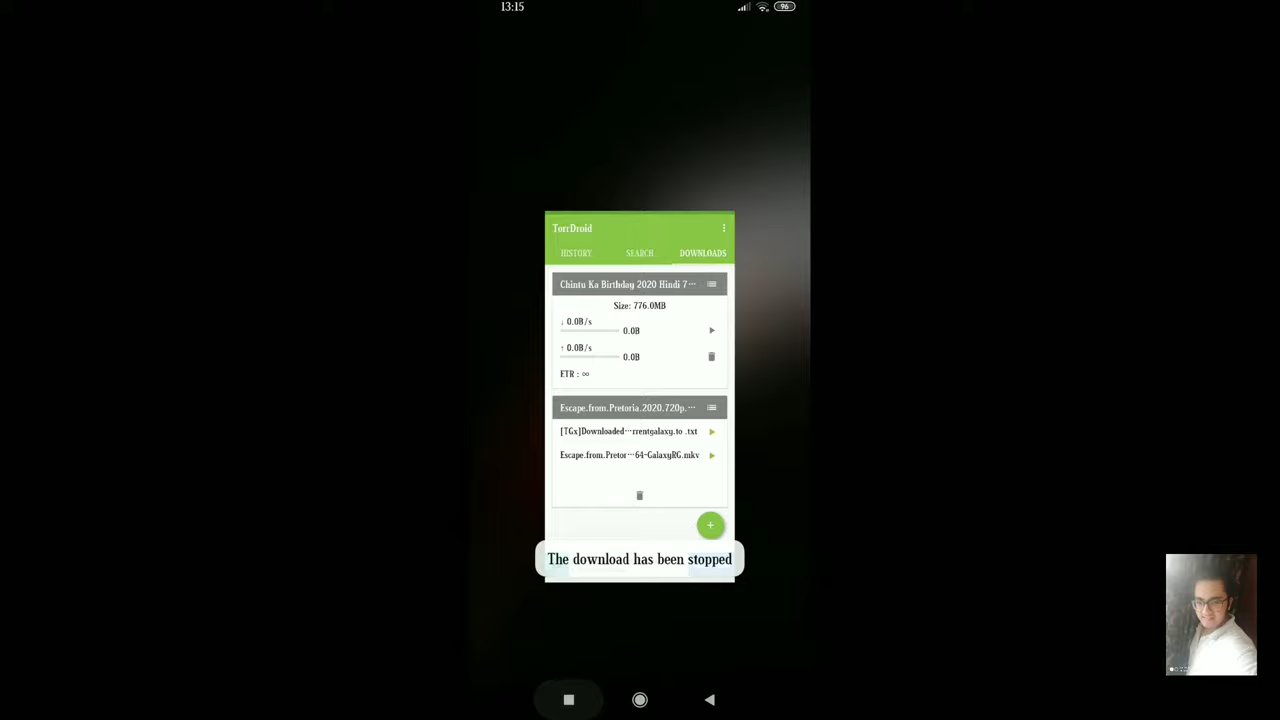 13:15
96
TorrDroid
HISTORY
SEARCH
DOWNLOADS
Chintu Ka Birthday 2020 Hindi 7···
Size: 776.0MB
↓ 0.0B/s
0.0B
↑ 0.0B/s
0.0B
ETR : ∞
Escape.from.Pretoria.2020.720p.···
[TGx]Downloaded···rrentgalaxy.to .txt
Escape.from.Pretor···64-GalaxyRG.mkv
+
The download has been stopped